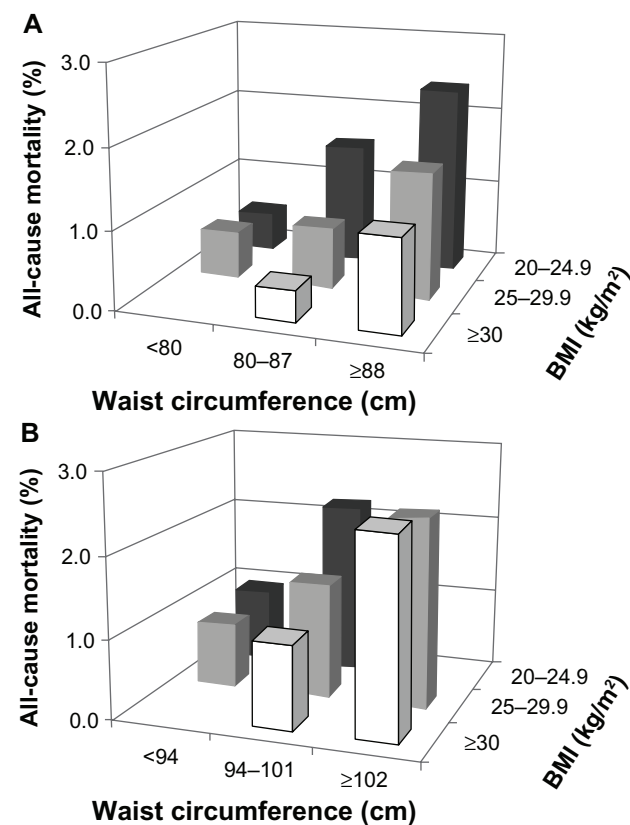 A
All-cause mortality (%)
3.0
2.0
1.0
0.0
<80
80–87
≥88
Waist circumference (cm)
20–24.9
25–29.9
≥30
BMI (kg/m²)
B
All-cause mortality (%)
3.0
2.0
1.0
0.0
<94
94–101
≥102
Waist circumference (cm)
20–24.9
25–29.9
≥30
BMI (kg/m²)